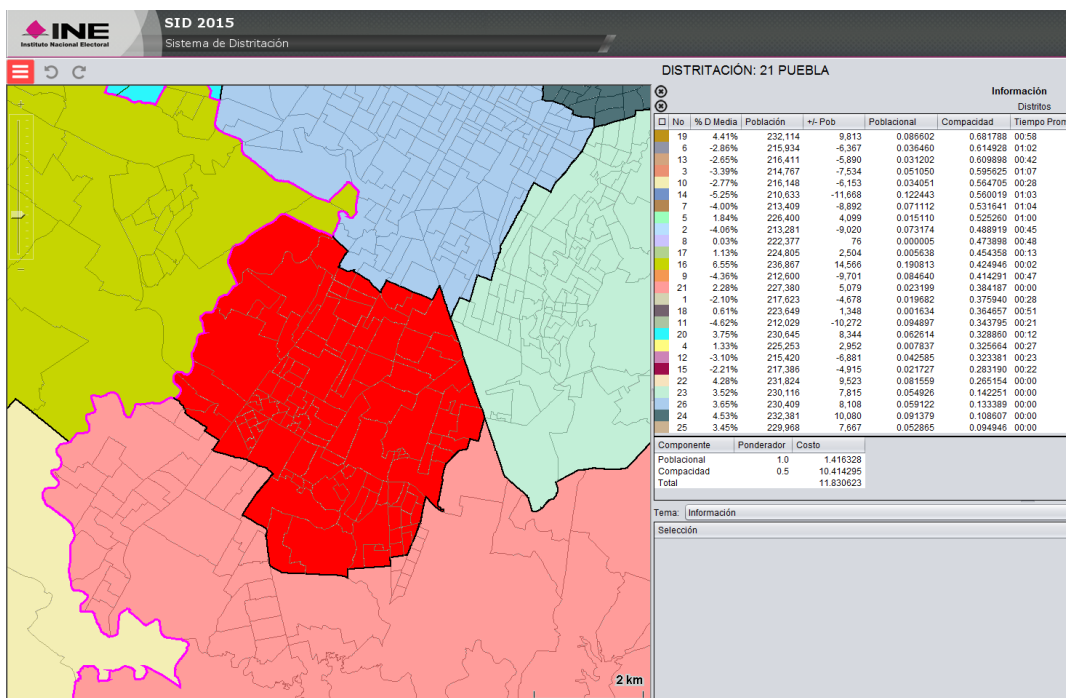 INE
Instituto Nacional Electoral
SID 2015
Sistema de Distritación
DISTRITACIÓN: 21 PUEBLA
Información
Distritos
No % D Media Población +/- Pob Poblacional Compacidad Tiempo Prom
19 4.41% 232,114 9,813 0.086602 0.681788 00:58
6 -2.86% 215,934 -6,367 0.036460 0.614928 01:02
13 -2.65% 216,411 -5,890 0.031202 0.609898 00:42
3 -3.39% 214,767 -7,534 0.051050 0.595625 01:07
10 -2.77% 216,148 -6,153 0.034051 0.564705 00:28
14 -5.25% 210,633 -11,668 0.122443 0.560019 01:03
7 -4.00% 213,409 -8,892 0.071112 0.531641 01:04
5 1.84% 226,400 4,099 0.015110 0.525260 01:00
2 -4.06% 213,281 -9,020 0.073174 0.488919 00:45
8 0.03% 222,377 76 0.000005 0.473898 00:48
17 1.13% 224,805 2,504 0.005638 0.454358 00:13
16 6.55% 236,867 14,566 0.190813 0.424946 00:02
9 -4.36% 212,600 -9,701 0.084640 0.414291 00:47
21 2.28% 227,380 5,079 0.023199 0.384187 00:00
1 -2.10% 217,623 -4,678 0.019682 0.375940 00:28
18 0.61% 223,649 1,348 0.001634 0.364657 00:51
11 -4.62% 212,029 -10,272 0.094897 0.343795 00:21
20 3.75% 230,645 8,344 0.062614 0.328860 00:12
4 1.33% 225,253 2,952 0.007837 0.325664 00:27
12 -3.10% 215,420 -6,881 0.042585 0.323381 00:23
15 -2.21% 217,386 -4,915 0.021727 0.283190 00:22
22 4.28% 231,824 9,523 0.081559 0.265154 00:00
23 3.52% 230,116 7,815 0.054926 0.142251 00:00
26 3.65% 230,409 8,108 0.059122 0.133389 00:00
24 4.53% 232,381 10,080 0.091379 0.108607 00:00
25 3.45% 229,968 7,667 0.052865 0.094946 00:00
Componente Ponderador Costo
Poblacional 1.0 1.416328
Compacidad 0.5 10.414295
Total 11.830623
Tema: Información
Selección
2 km